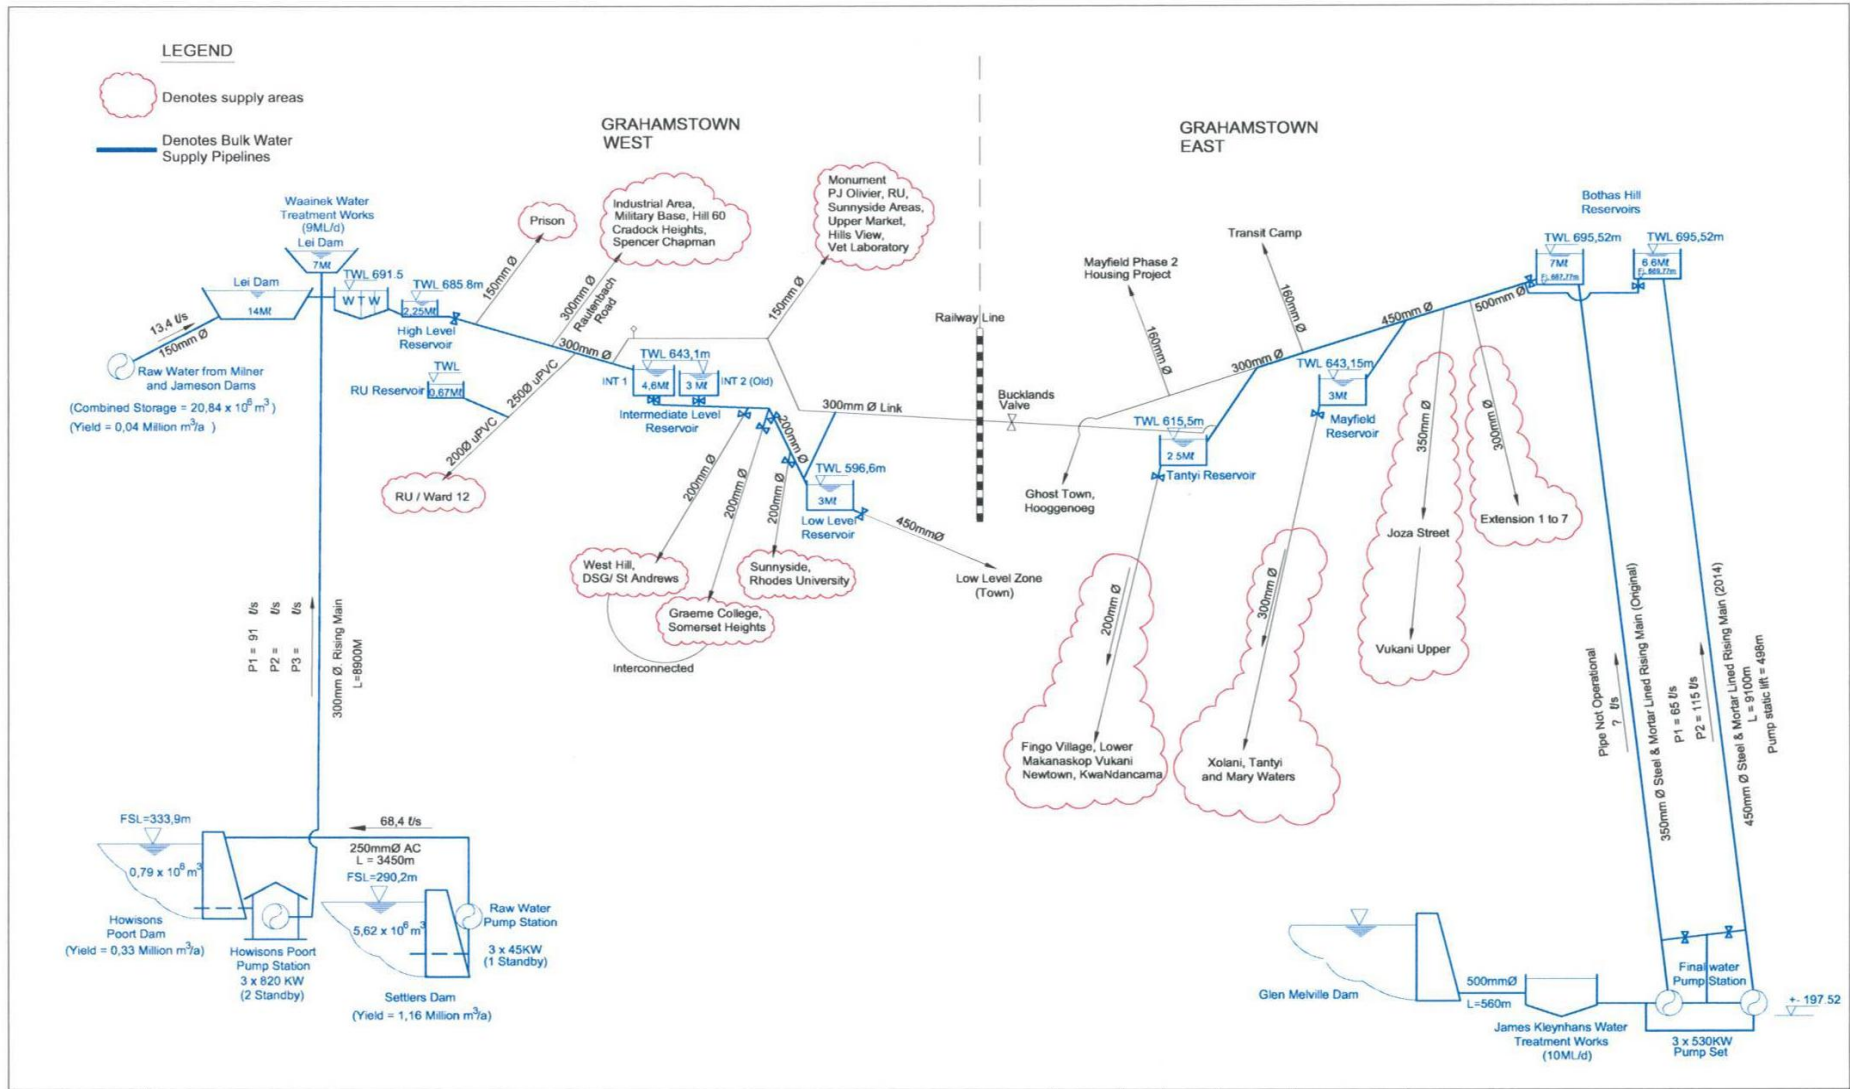 LEGEND
Denotes supply areas
Denotes Bulk Water
Supply Pipelines
GRAHAMSTOWN
WEST
GRAHAMSTOWN
EAST
Waainek Water
Treatment Works
(9ML/d)
Lei Dam
7Mℓ
Lei Dam
14Mℓ
TWL 691.5
W T W
TWL 685.8m
2,25Mℓ
High Level
Reservoir
13.4 ℓ/s
150mm Ø
Raw Water from Milner
and Jameson Dams
(Combined Storage = 20,84 x 10⁶ m³)
(Yield = 0,04 Million m³/a )
TWL
RU Reservoir
0,67Mℓ
150mm Ø
Prison
300mm Ø
Rautenbach
Road
Industrial Area,
Military Base, Hill 60
Cradock Heights,
Spencer Chapman
Monument
PJ Olivier, RU,
Sunnyside Areas,
Upper Market,
Hills View,
Vet Laboratory
150mm Ø
300mm Ø
250Ø uPVC
200Ø uPVC
RU / Ward 12
TWL 643,1m
INT 1
4,6Mℓ
3 Mℓ
INT 2 (Old)
Intermediate Level
Reservoir
200mm Ø
200mm Ø
200mm Ø
200mm Ø
300mm Ø Link
TWL 596,6m
3Mℓ
Low Level
Reservoir
450mmØ
Low Level Zone
(Town)
West Hill,
DSG/ St Andrews
Graeme College,
Somerset Heights
Sunnyside,
Rhodes University
Interconnected
Railway Line
Bucklands
Valve
Mayfield Phase 2
Housing Project
160mm Ø
Transit Camp
160mm Ø
300mm Ø
450mm Ø
500mm Ø
Bothas Hill
Reservoirs
TWL 695,52m
7Mℓ
FL 687.77m
TWL 695,52m
6.6Mℓ
FL 689.77m
TWL 643,15m
3Mℓ
Mayfield
Reservoir
TWL 615,5m
2.5Mℓ
Tantyi Reservoir
Ghost Town,
Hooggenoeg
200mm Ø
Fingo Village, Lower
Makanaskop Vukani
Newtown, KwaNdancama
300mm Ø
Xolani, Tantyi
and Mary Waters
350mm Ø
Joza Street
Vukani Upper
300mm Ø
Extension 1 to 7
Pipe Not Operational
? ℓ/s
350mm Ø Steel & Mortar Lined Rising Main (Original)
P1 = 65 ℓ/s
P2 = 115 ℓ/s
450mm Ø Steel & Mortar Lined Rising Main (2014)
L = 9100m
Pump static lift = 498m
P1 = 91 ℓ/s
P2 = ℓ/s
P3 = ℓ/s
300mm Ø. Rising Main
L=8900M
FSL=333,9m
0,79 x 10⁶ m³
Howisons
Poort Dam
(Yield = 0,33 Million m³/a)
Howisons Poort
Pump Station
3 x 820 KW
(2 Standby)
68,4 ℓ/s
250mmØ AC
L = 3450m
FSL=290,2m
5,62 x 10⁶ m³
Raw Water
Pump Station
3 x 45KW
(1 Standby)
Settlers Dam
(Yield = 1,16 Million m³/a)
Glen Melville Dam
500mmØ
L=560m
James Kleynhans Water
Treatment Works
(10ML/d)
Final water
Pump Station
3 x 530KW
Pump Set
+- 197.52